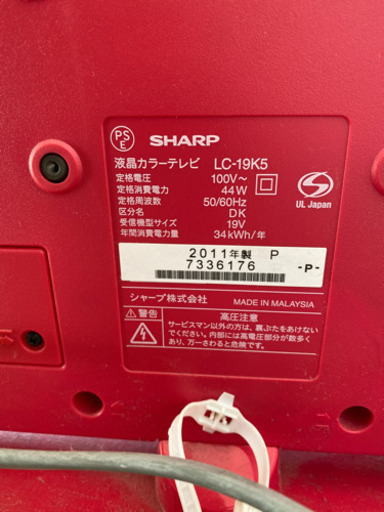 PS
E
SHARP
液晶カラーテレビ LC-19K5
定格電圧 100V～
定格消費電力 44W
定格周波数 50/60Hz
区分名 DK
受信機型サイズ 19V
年間消費電力量 34kWh/年
S
UL Japan
2011年製 P
7336176 -P-
シャープ株式会社 MADE IN MALAYSIA
警告 高圧注意
サービスマン以外の方は、裏ぶたをあけない
でください。内部には高電圧部分が数多く
あり、万一さわると危険です。